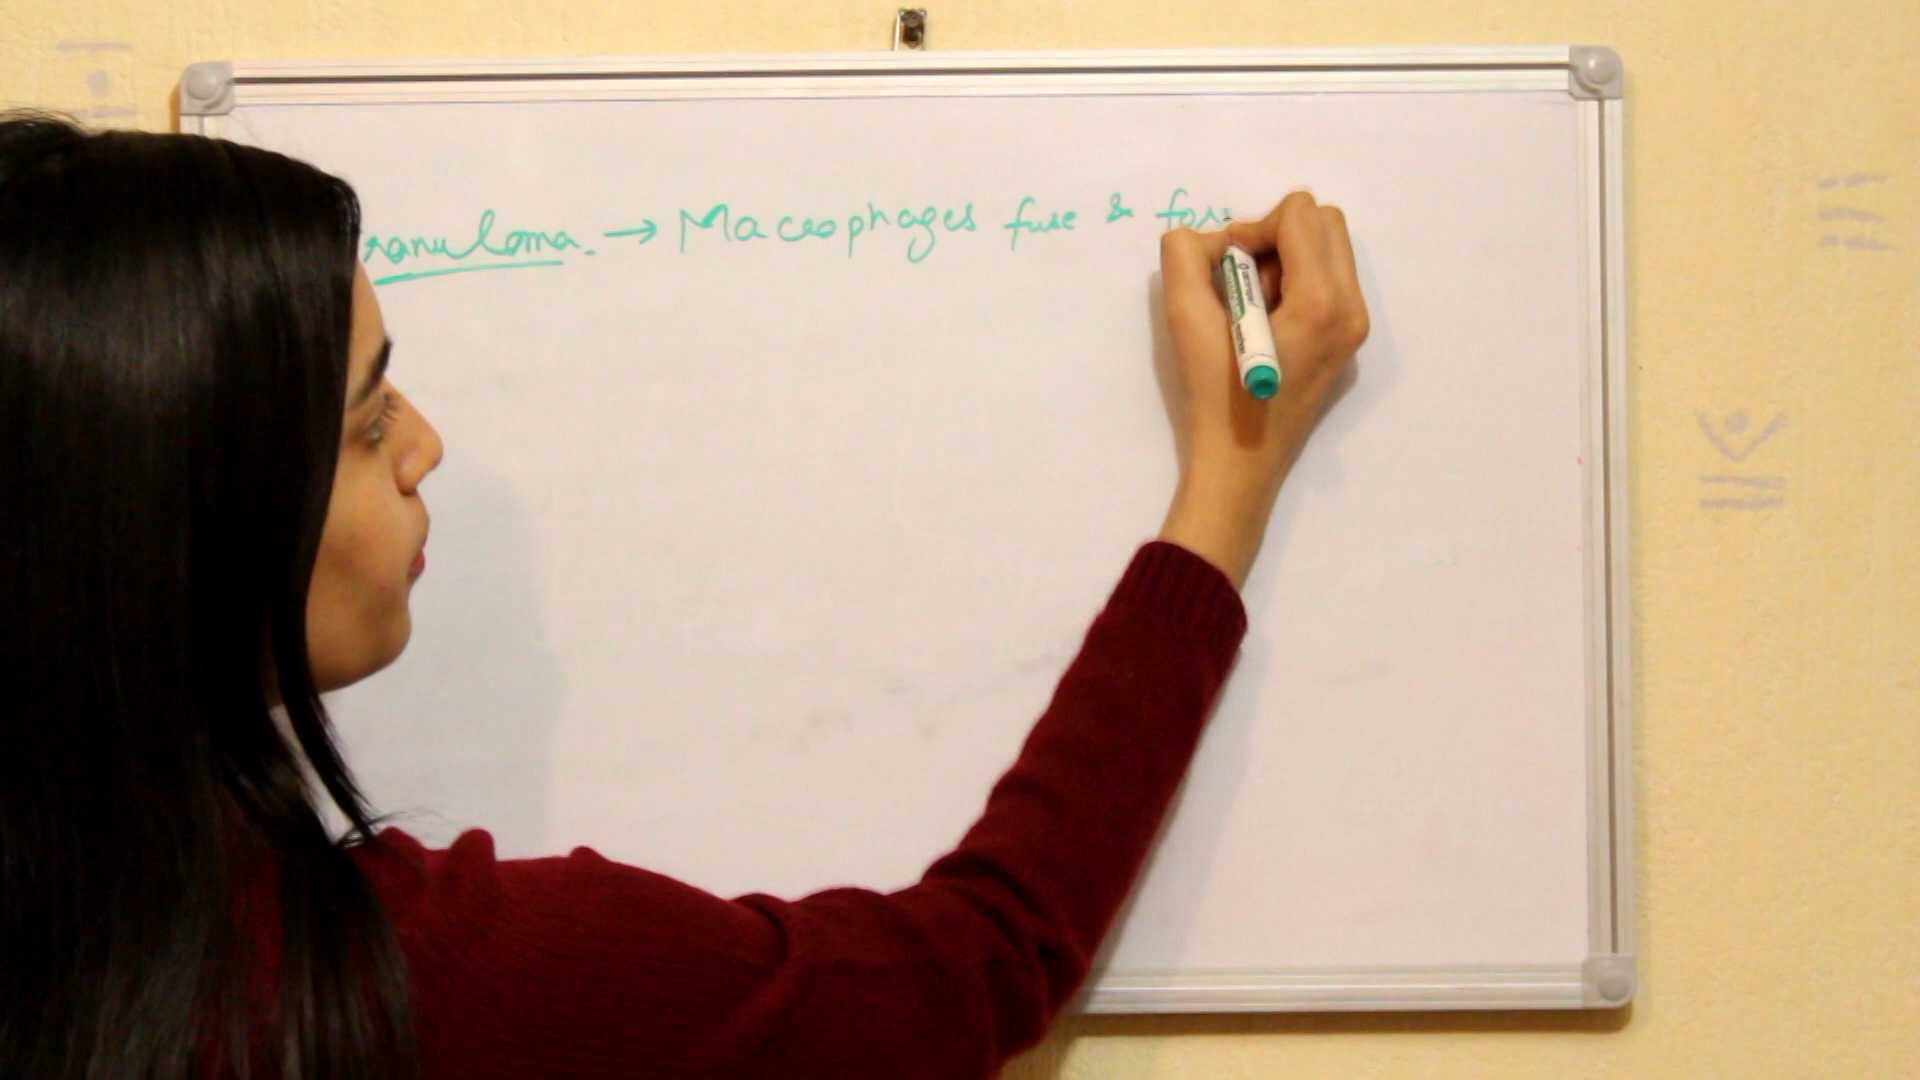 ranuloma. → Macrophages fuse & for